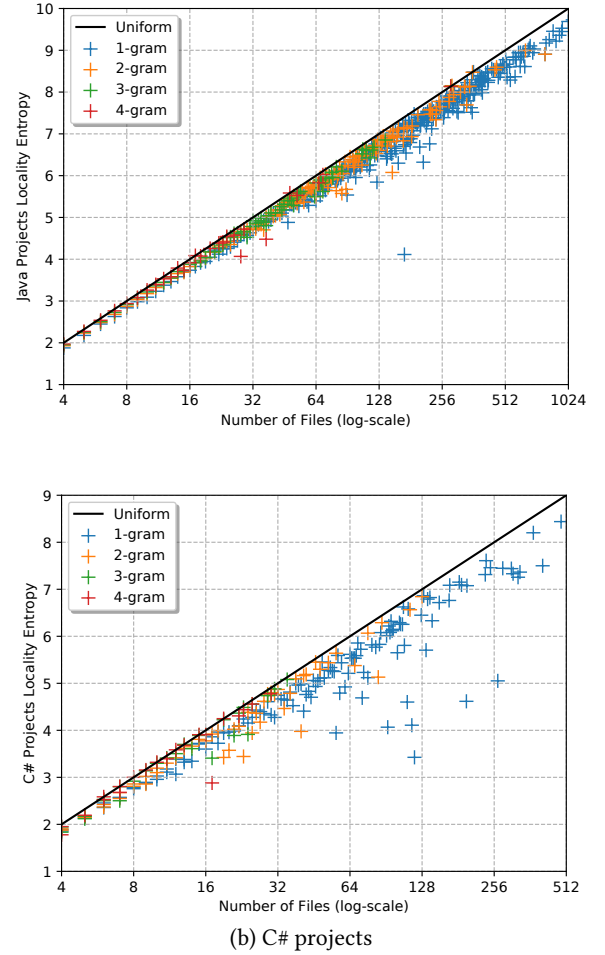 10
9
8
7
6
5
4
3
2
1
Java Projects Locality Entropy
Uniform
1-gram
2-gram
3-gram
4-gram
4 8 16 32 64 128 256 512 1024
Number of Files (log-scale)
9
8
7
6
5
4
3
2
1
C# Projects Locality Entropy
Uniform
1-gram
2-gram
3-gram
4-gram
4 8 16 32 64 128 256 512
Number of Files (log-scale)
(b) C# projects